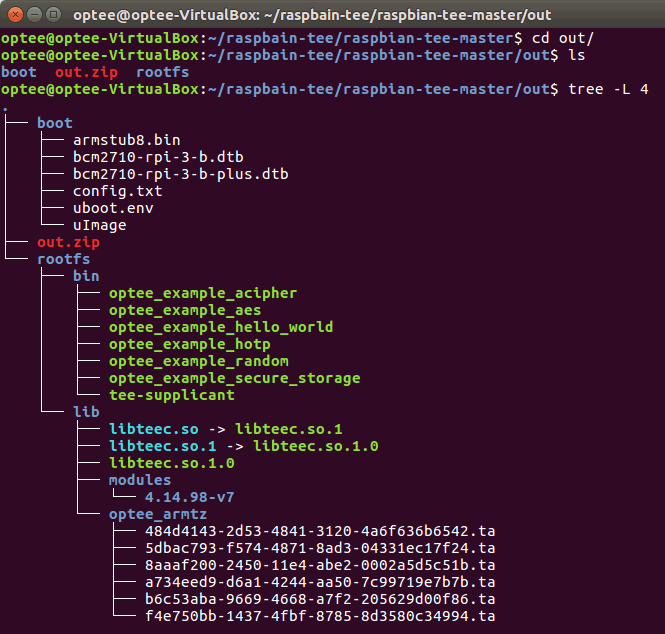 optee@optee-VirtualBox: ~/raspbain-tee/raspbian-tee-master/out
optee@optee-VirtualBox:~/raspbain-tee/raspbian-tee-master$ cd out/
optee@optee-VirtualBox:~/raspbain-tee/raspbian-tee-master/out$ ls
boot  out.zip  rootfs
optee@optee-VirtualBox:~/raspbain-tee/raspbian-tee-master/out$ tree -L 4
.
├── boot
│   ├── armstub8.bin
│   ├── bcm2710-rpi-3-b.dtb
│   ├── bcm2710-rpi-3-b-plus.dtb
│   ├── config.txt
│   ├── uboot.env
│   └── uImage
├── out.zip
└── rootfs
    ├── bin
    │   ├── optee_example_acipher
    │   ├── optee_example_aes
    │   ├── optee_example_hello_world
    │   ├── optee_example_hotp
    │   ├── optee_example_random
    │   ├── optee_example_secure_storage
    │   └── tee-supplicant
    └── lib
        ├── libteec.so -> libteec.so.1
        ├── libteec.so.1 -> libteec.so.1.0
        ├── libteec.so.1.0
        ├── modules
        │   └── 4.14.98-v7
        └── optee_armtz
            ├── 484d4143-2d53-4841-3120-4a6f636b6542.ta
            ├── 5dbac793-f574-4871-8ad3-04331ec17f24.ta
            ├── 8aaaf200-2450-11e4-abe2-0002a5d5c51b.ta
            ├── a734eed9-d6a1-4244-aa50-7c99719e7b7b.ta
            ├── b6c53aba-9669-4668-a7f2-205629d00f86.ta
            └── f4e750bb-1437-4fbf-8785-8d3580c34994.ta